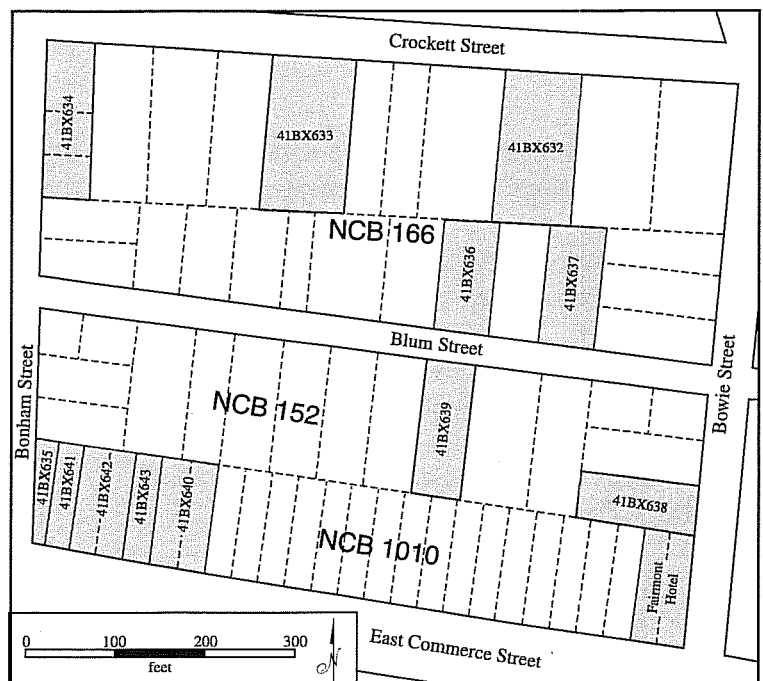 Crockett Street
41BX634
41BX633
41BX632
NCB 166
41BX636
41BX637
Blum Street
Bonham Street
Bowie Street
NCB 152
41BX639
41BX635
41BX641
41BX642
41BX643
41BX640
41BX638
NCB 1010
Fairmont
Hotel
East Commerce Street
0 100 200 300
feet
N